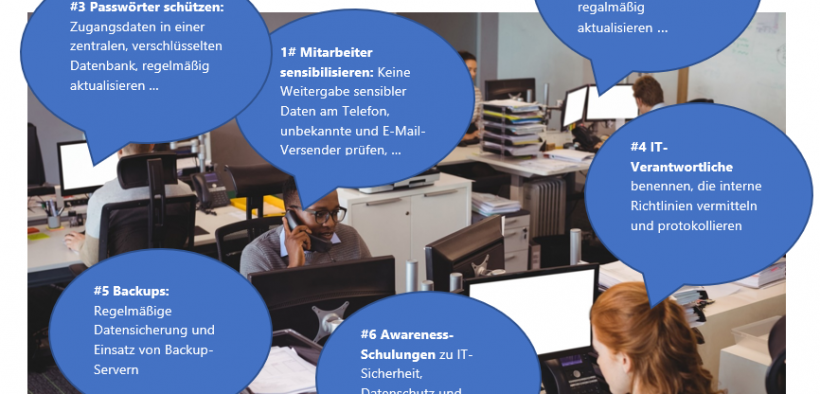 #3 Passwörter schützen:
Zugangsdaten in einer
zentralen, verschlüsselten
Datenbank, regelmäßig
aktualisieren ...
1# Mitarbeiter
sensibilisieren: Keine
Weitergabe sensibler
Daten am Telefon,
unbekannte und E-Mail-
Versender prüfen, ...
regalmäßig
aktualisieren ...
#4 IT-
Verantwortliche
benennen, die interne
Richtlinien vermitteln
und protokollieren
#5 Backups:
Regelmäßige
Datensicherung und
Einsatz von Backup-
Servern
#6 Awareness-
Schulungen zu IT-
Sicherheit,
Datenschutz und